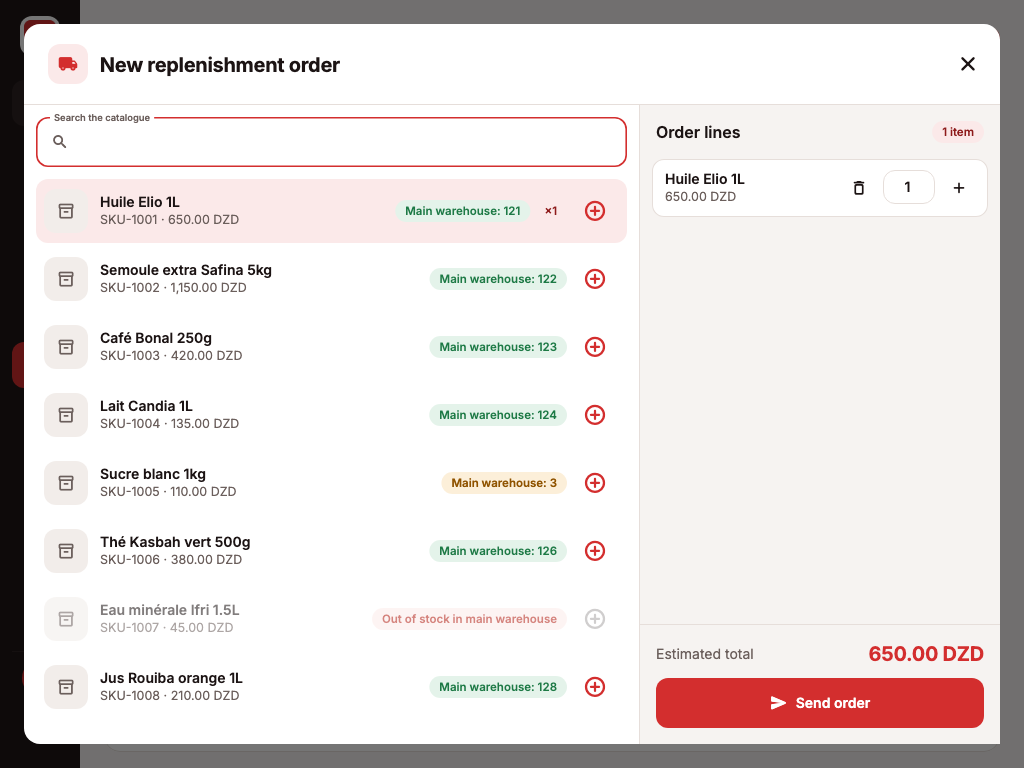 New replenishment order
Search the catalogue
Huile Elio 1L
SKU-1001 · 650.00 DZD
Main warehouse: 121
×1
Semoule extra Safina 5kg
SKU-1002 · 1,150.00 DZD
Main warehouse: 122
Café Bonal 250g
SKU-1003 · 420.00 DZD
Main warehouse: 123
Lait Candia 1L
SKU-1004 · 135.00 DZD
Main warehouse: 124
Sucre blanc 1kg
SKU-1005 · 110.00 DZD
Main warehouse: 3
Thé Kasbah vert 500g
SKU-1006 · 380.00 DZD
Main warehouse: 126
Eau minérale Ifri 1.5L
SKU-1007 · 45.00 DZD
Out of stock in main warehouse
Jus Rouiba orange 1L
SKU-1008 · 210.00 DZD
Main warehouse: 128
Order lines
1 item
Huile Elio 1L
650.00 DZD
1
Estimated total
650.00 DZD
Send order